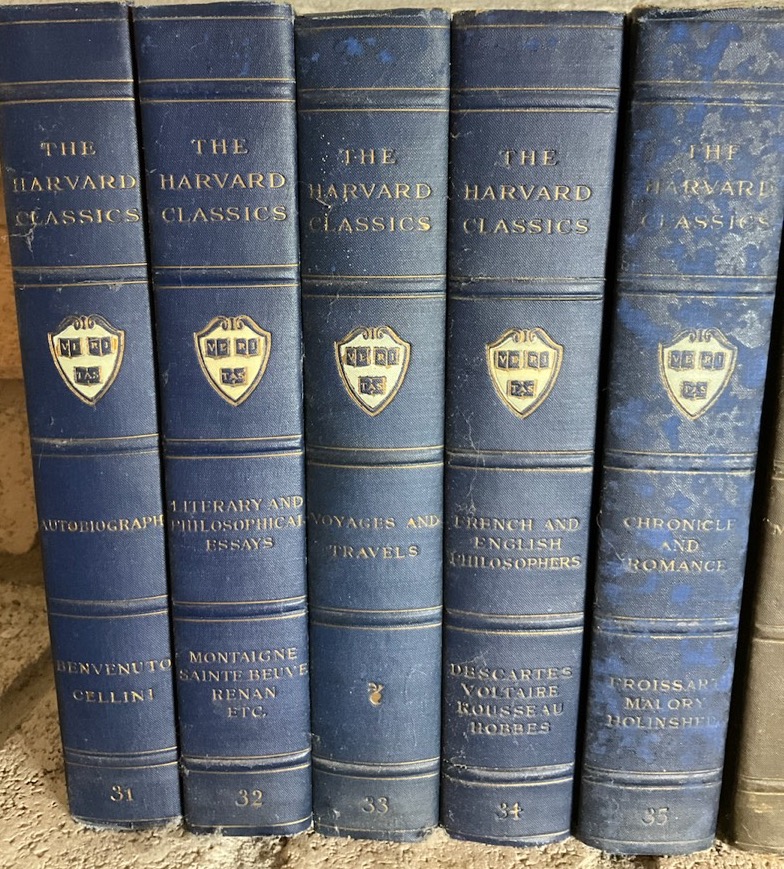 THE
HARVARD
CLASSICS
VE RI
TAS
AUTOBIOGRAPH
BENVENUTO
CELLINI
31
THE
HARVARD
CLASSICS
VE RI
TAS
LITERARY AND
PHILOSOPHICAL
ESSAYS
MONTAIGNE
SAINTE BEUVE
RENAN
ETC.
32
THE
HARVARD
CLASSICS
VE RI
TAS
VOYAGES AND
TRAVELS
33
THE
HARVARD
CLASSICS
VE RI
TAS
FRENCH AND
ENGLISH
PHILOSOPHERS
DESCARTES
VOLTAIRE
ROUSSEAU
HOBBES
34
THE
HARVARD
CLASSICS
VE RI
TAS
CHRONICLE
AND
ROMANCE
FROISSART
MALORY
HOLINSHED
35